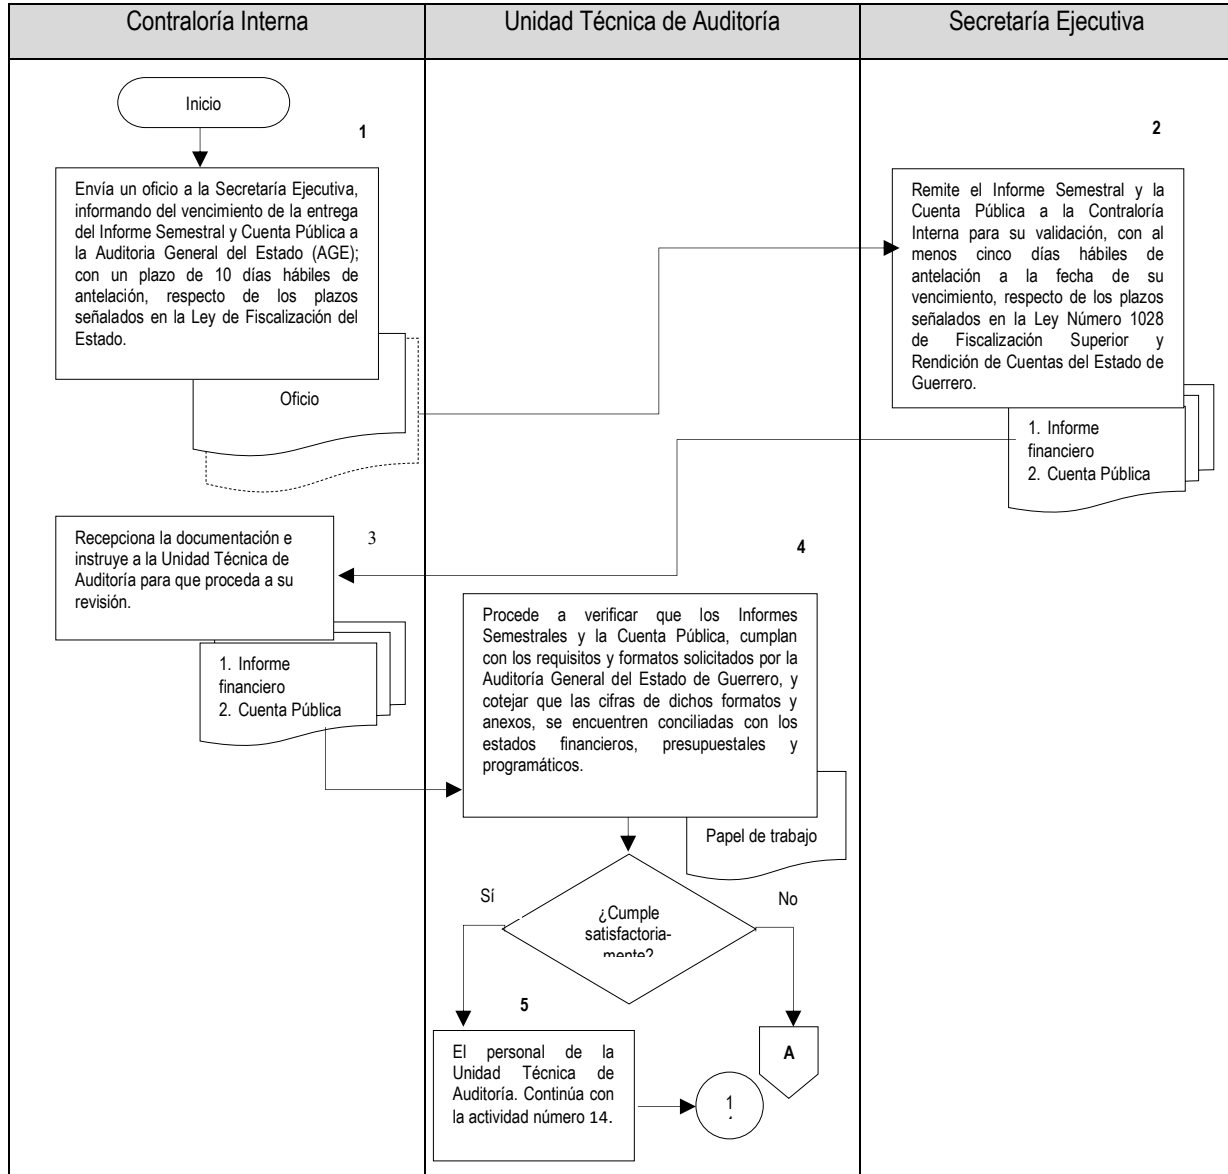 Contraloría Interna
Unidad Técnica de Auditoría
Secretaría Ejecutiva
Inicio
1
Envía un oficio a la Secretaría Ejecutiva,
informando del vencimiento de la entrega
del Informe Semestral y Cuenta Pública a
la Auditoria General del Estado (AGE);
con un plazo de 10 días hábiles de
antelación, respecto de los plazos
señalados en la Ley de Fiscalización del
Estado.
Oficio
2
Remite el Informe Semestral y la
Cuenta Pública a la Contraloría
Interna para su validación, con al
menos cinco días hábiles de
antelación a la fecha de su
vencimiento, respecto de los plazos
señalados en la Ley Número 1028
de Fiscalización Superior y
Rendición de Cuentas del Estado de
Guerrero.
1. Informe
financiero
2. Cuenta Pública
3
Recepciona la documentación e
instruye a la Unidad Técnica de
Auditoría para que proceda a su
revisión.
1. Informe
financiero
2. Cuenta Pública
4
Procede a verificar que los Informes
Semestrales y la Cuenta Pública, cumplan
con los requisitos y formatos solicitados por la
Auditoría General del Estado de Guerrero, y
cotejar que las cifras de dichos formatos y
anexos, se encuentren conciliadas con los
estados financieros, presupuestales y
programáticos.
Papel de trabajo
¿Cumple
satisfactoria-
mente?
Sí
No
5
El personal de la
Unidad Técnica de
Auditoría. Continúa con
la actividad número 14.
1
A